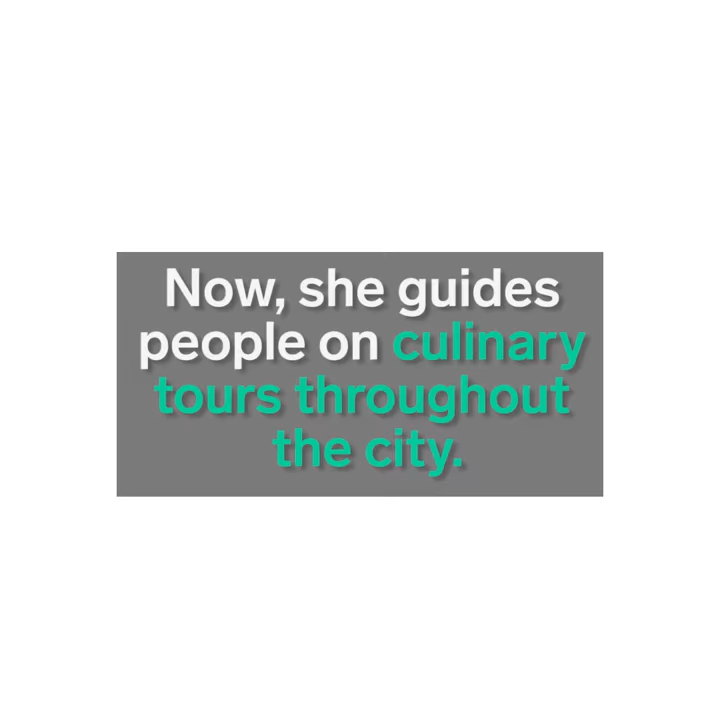 Now, she guides
people on culinary
tours throughout
the city.